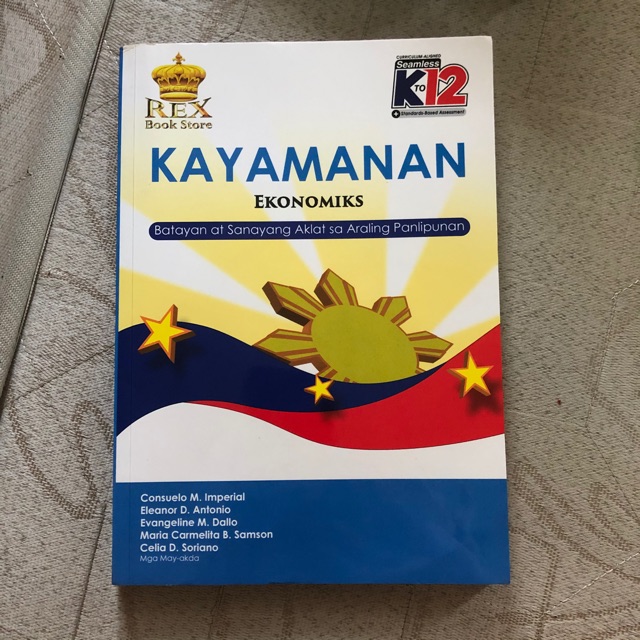 REX
Book Store
CURRICULUM-ALIGNED
Seamless
K TO 12
+Standards-Based Assessment
KAYAMANAN
EKONOMIKS
Batayan at Sanayang Aklat sa Araling Panlipunan
Consuelo M. Imperial
Eleanor D. Antonio
Evangeline M. Dallo
Maria Carmelita B. Samson
Celia D. Soriano
Mga May-akda